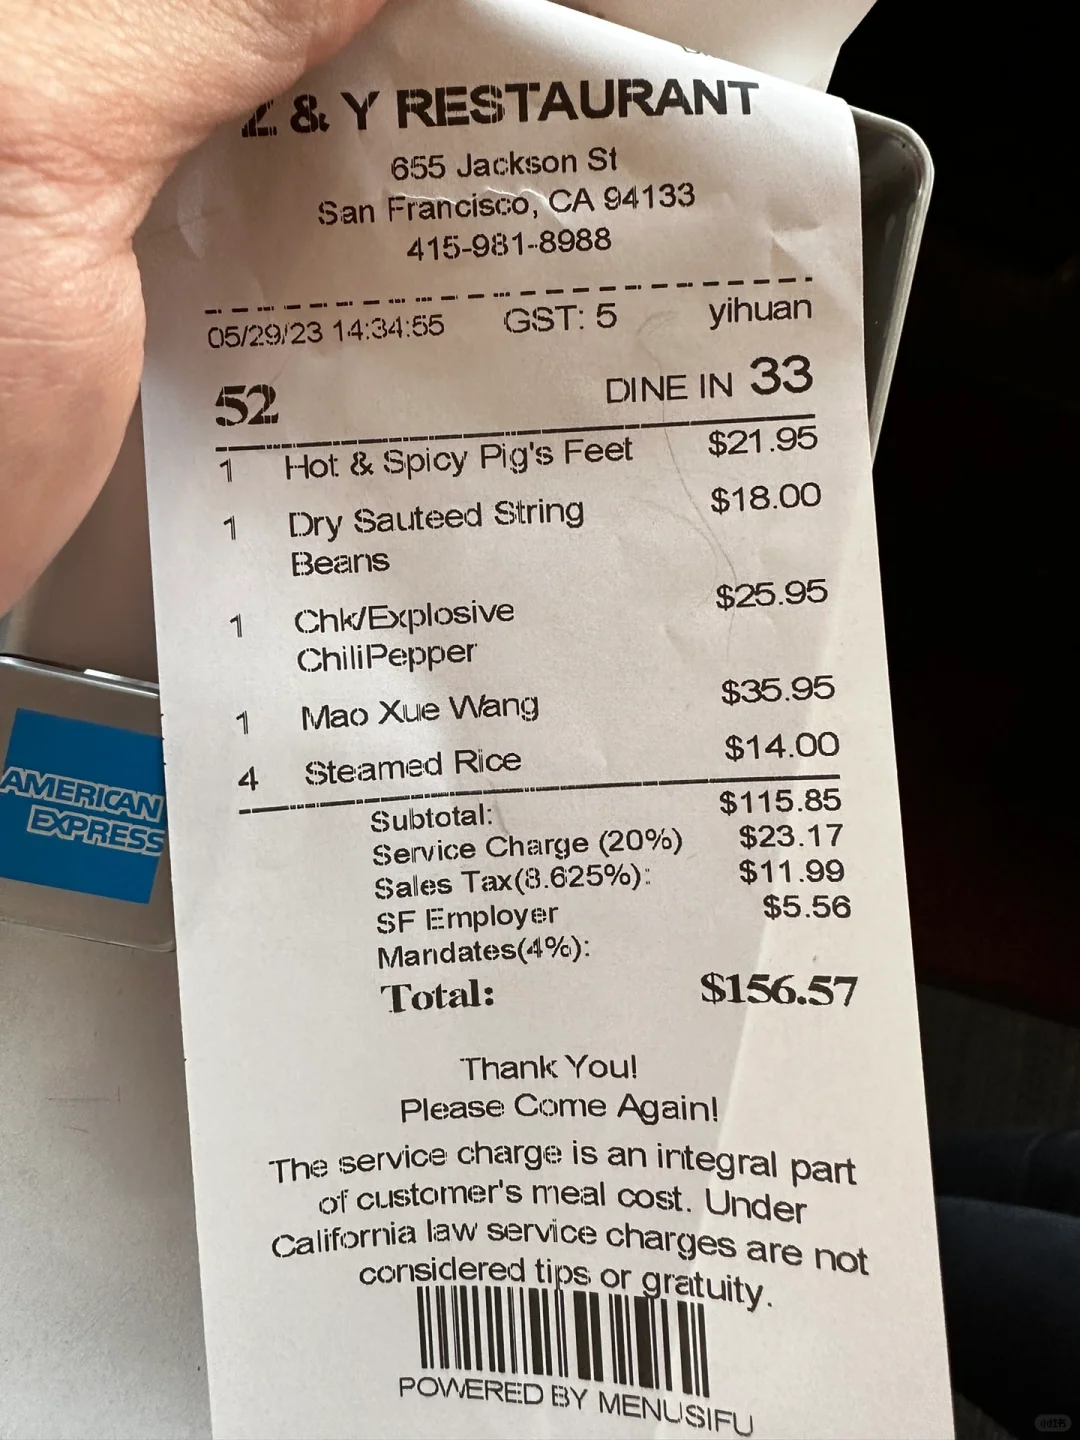 Z & Y RESTAURANT
655 Jackson St
San Francisco, CA 94133
415-981-8988
05/29/23 14:34:55 GST: 5 yihuan
52 DINE IN 33
1 Hot & Spicy Pig's Feet $21.95
1 Dry Sauteed String $18.00
Beans
1 Chk/Explosive $25.95
ChiliPepper
1 Mao Xue Wang $35.95
4 Steamed Rice $14.00
Subtotal: $115.85
Service Charge (20%) $23.17
Sales Tax(8.625%): $11.99
SF Employer $5.56
Mandates(4%):
Total: $156.57
Thank You!
Please Come Again!
The service charge is an integral part
of customer's meal cost. Under
California law service charges are not
considered tips or gratuity.
POWERED BY MENUSIFU
AMERICAN
EXPRESS
小红书